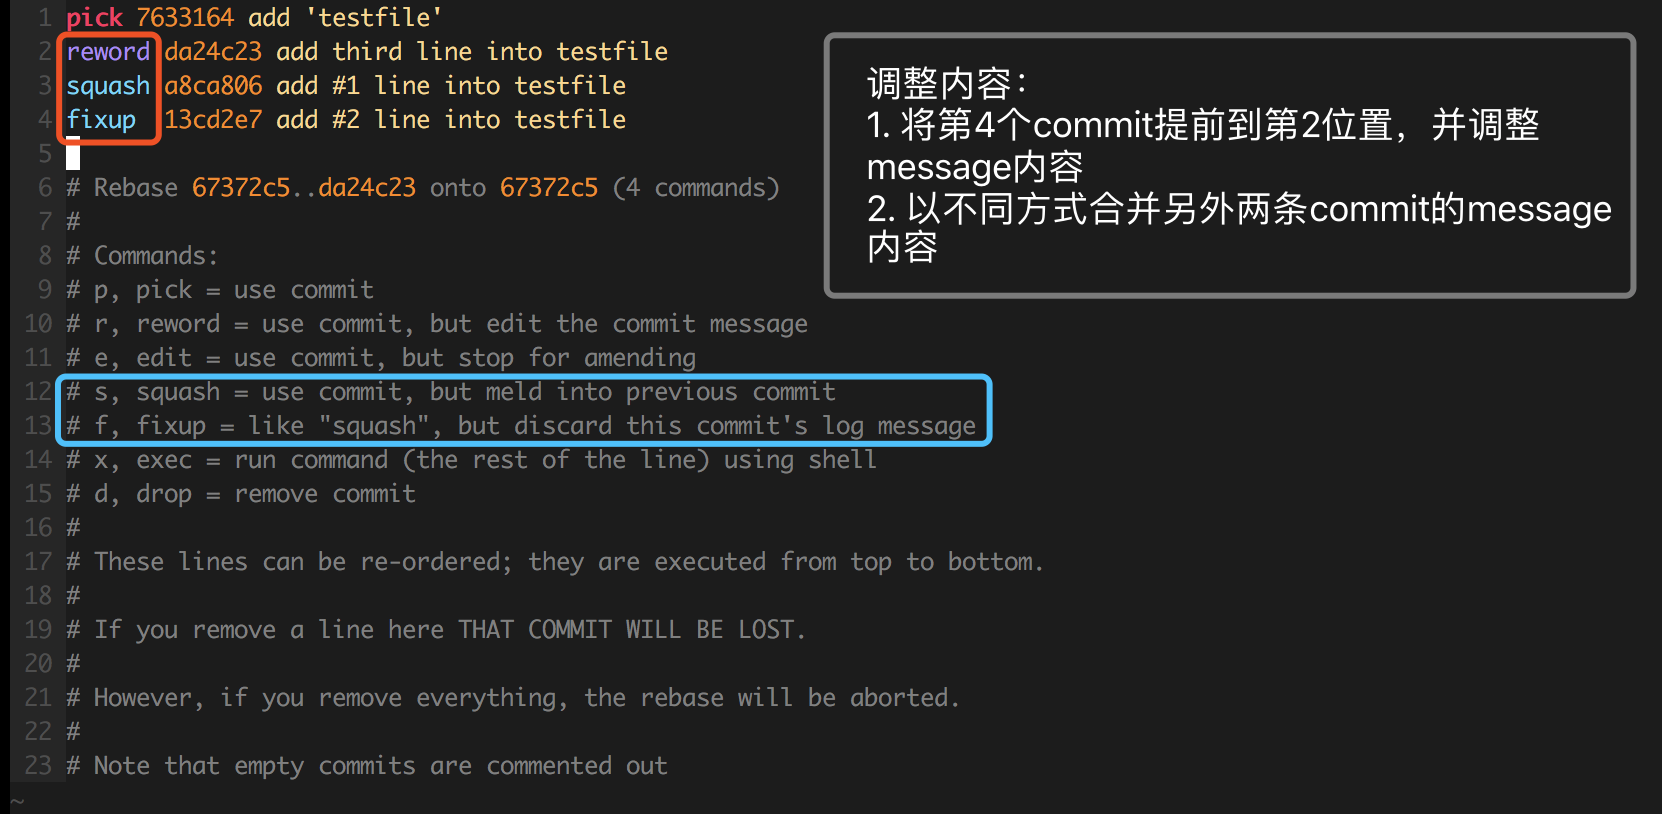 1 pick 7633164 add 'testfile'
2 reword da24c23 add third line into testfile
3 squash a8ca806 add #1 line into testfile
4 fixup 13cd2e7 add #2 line into testfile
5
6 # Rebase 67372c5..da24c23 onto 67372c5 (4 commands)
7 #
8 # Commands:
9 # p, pick = use commit
10 # r, reword = use commit, but edit the commit message
11 # e, edit = use commit, but stop for amending
12 # s, squash = use commit, but meld into previous commit
13 # f, fixup = like "squash", but discard this commit's log message
14 # x, exec = run command (the rest of the line) using shell
15 # d, drop = remove commit
16 #
17 # These lines can be re-ordered; they are executed from top to bottom.
18 #
19 # If you remove a line here THAT COMMIT WILL BE LOST.
20 #
21 # However, if you remove everything, the rebase will be aborted.
22 #
23 # Note that empty commits are commented out
~
调整内容：
1. 将第4个commit提前到第2位置，并调整
message内容
2. 以不同方式合并另外两条commit的message
内容